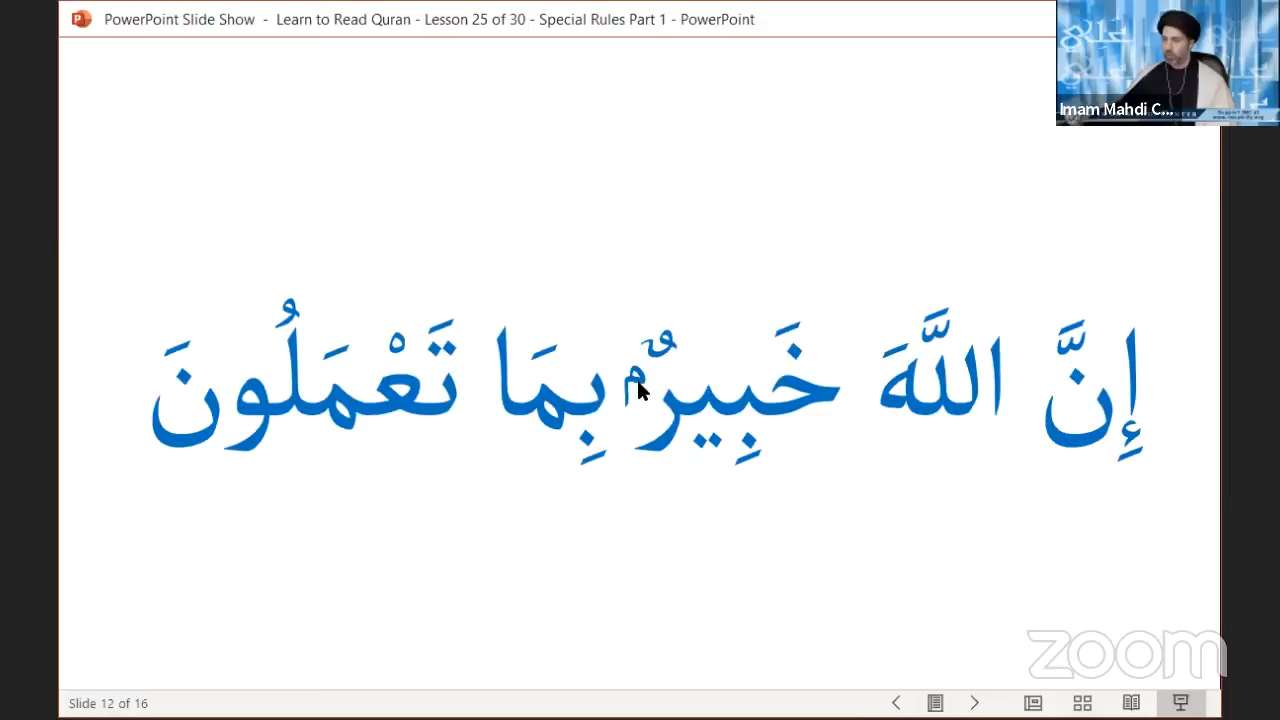 PowerPoint Slide Show - Learn to Read Quran - Lesson 25 of 30 - Special Rules Part 1 - PowerPoint
Imam Mahdi C...
إِنَّ اللَّهَ خَبِيرٌۢ بِمَا تَعْمَلُونَ
zoom
Slide 12 of 16